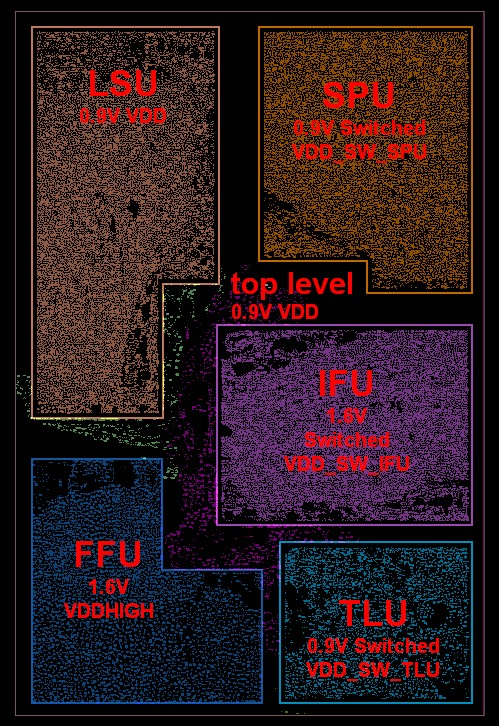 LSU
0.9V VDD
SPU
0.9V Switched
VDD_SW_SPU
top level
0.9V VDD
IFU
1.6V
Switched
VDD_SW_IFU
FFU
1.6V
VDDHIGH
TLU
0.9V Switched
VDD_SW_TLU